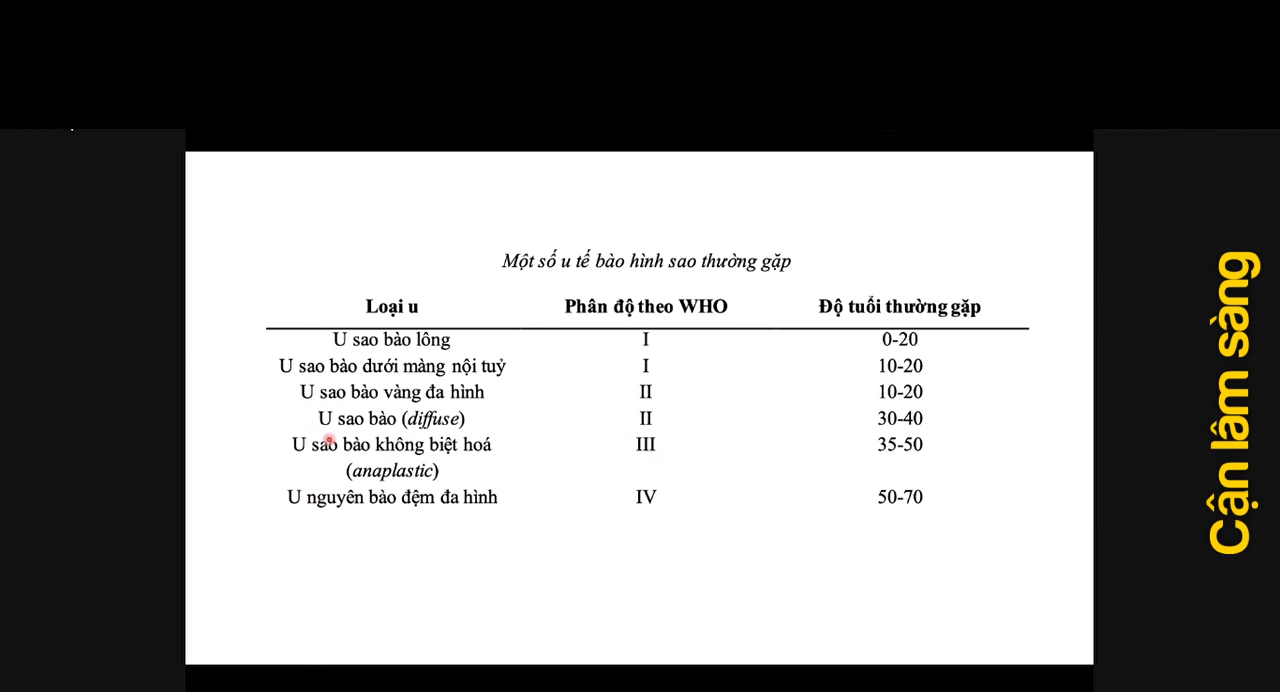 Một số u tế bào hình sao thường gặp
Loại u Phân độ theo WHO Độ tuổi thường gặp
U sao bào lông I 0-20
U sao bào dưới màng nội tuỷ I 10-20
U sao bào vàng đa hình II 10-20
U sao bào (diffuse) II 30-40
U sao bào không biệt hoá III 35-50
(anaplastic)
U nguyên bào đệm đa hình IV 50-70
Cận lâm sàng